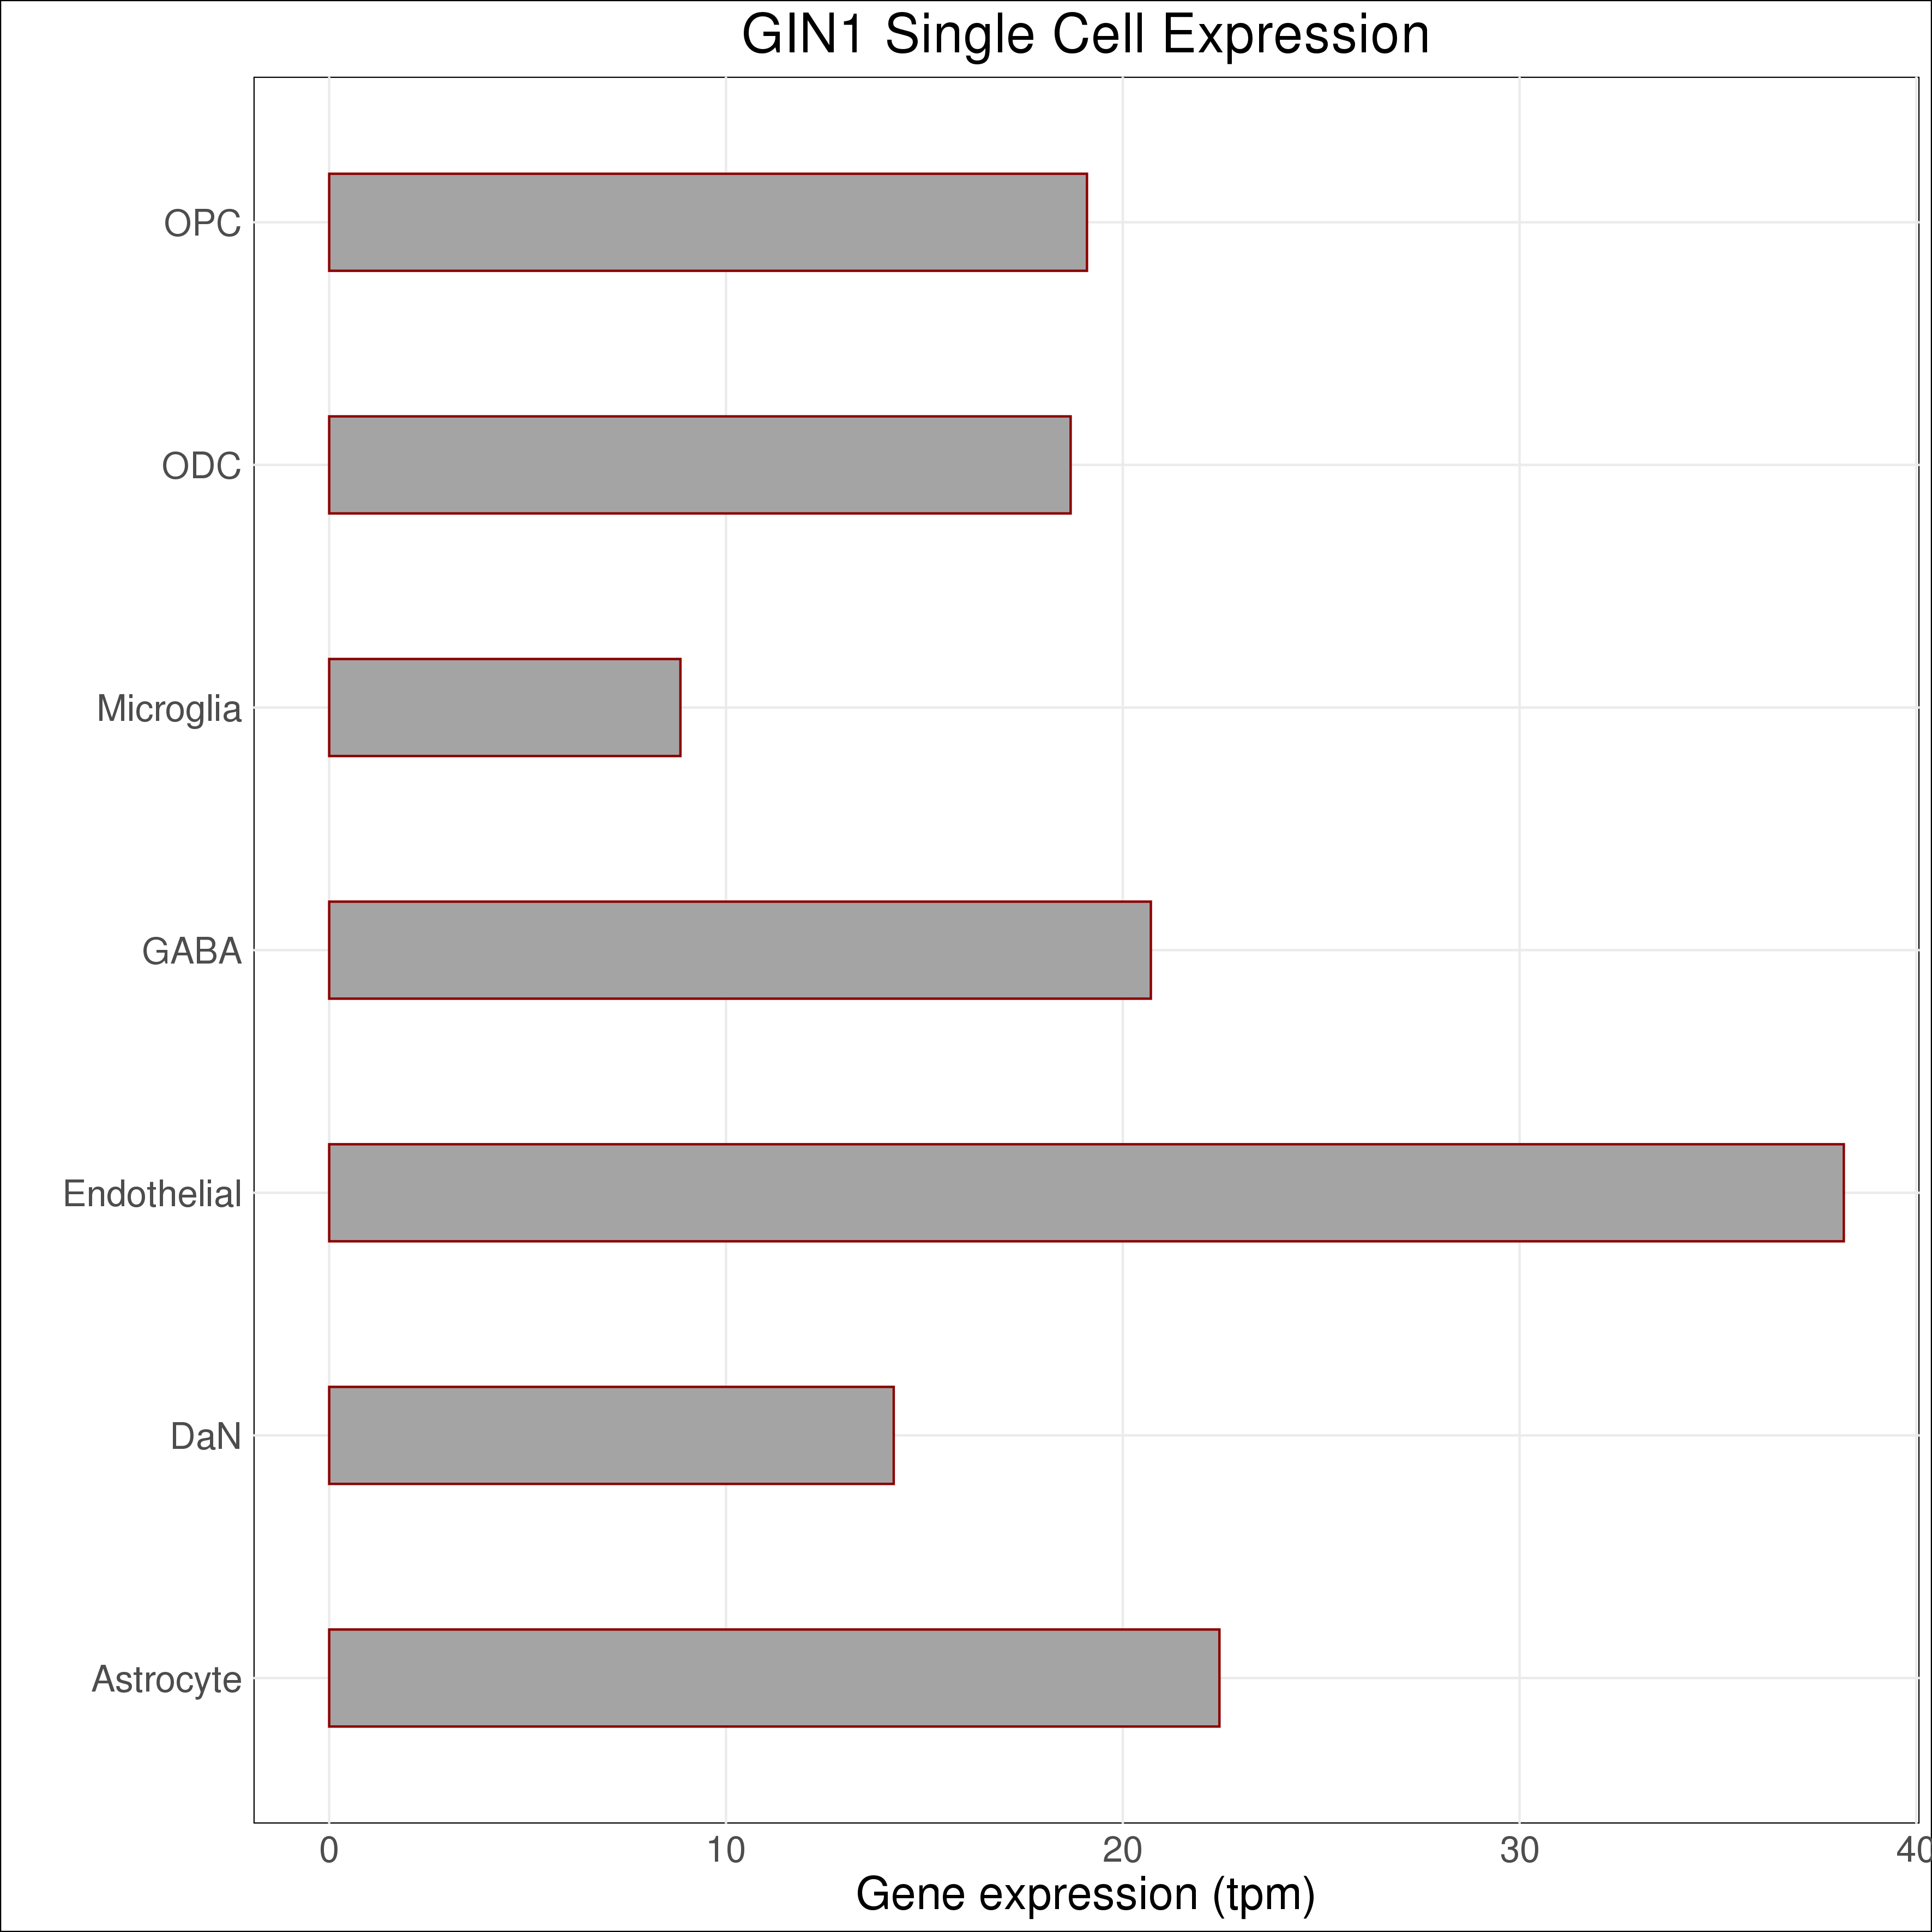 GIN1 Single Cell Expression
OPC
ODC
Microglia
GABA
Endothelial
DaN
Astrocyte
0 10 20 30 40
Gene expression (tpm)